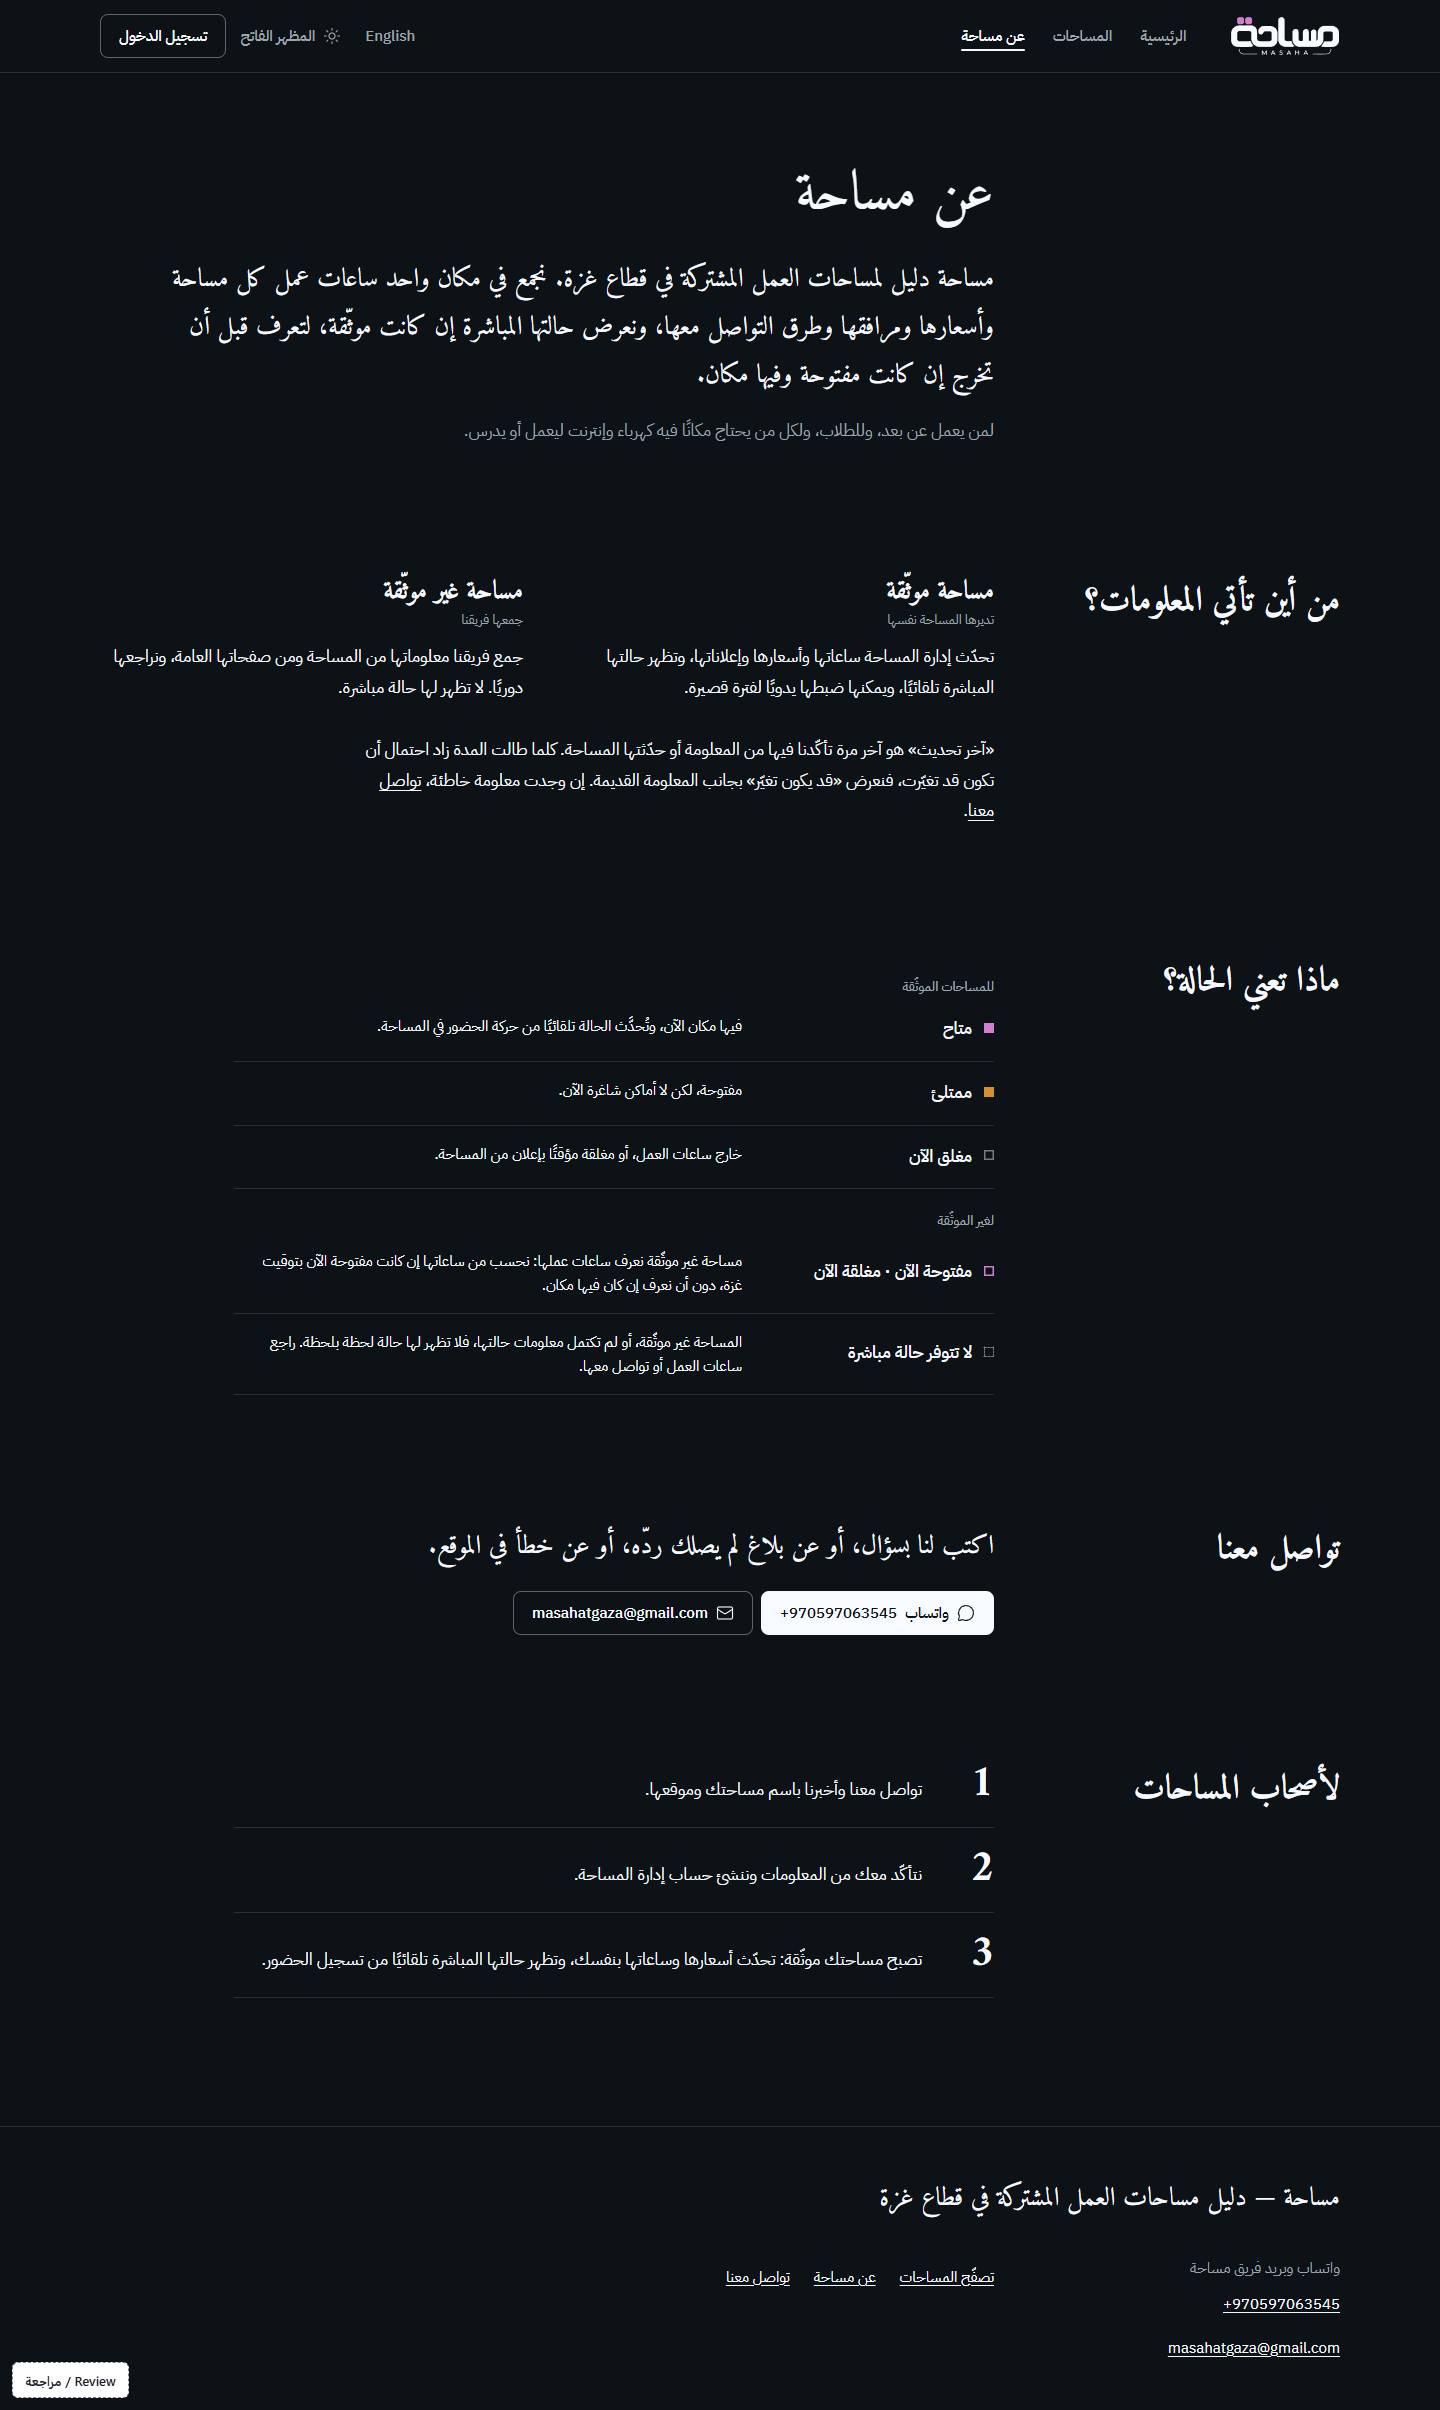 مساحة
MASAHA
الرئيسية
المساحات
عن مساحة
English
المظهر الفاتح
تسجيل الدخول
عن مساحة
مساحة دليل لمساحات العمل المشتركة في قطاع غزة. نجمع في مكان واحد ساعات عمل كل مساحة
وأسعارها ومرافقها وطرق التواصل معها، ونعرض حالتها المباشرة إن كانت موثّقة، لتعرف قبل أن
تخرج إن كانت مفتوحة وفيها مكان.
لمن يعمل عن بعد، وللطلاب، ولكل من يحتاج مكانًا فيه كهرباء وإنترنت ليعمل أو يدرس.
من أين تأتي المعلومات؟
مساحة موثّقة
تديرها المساحة نفسها
تحدّث إدارة المساحة ساعاتها وأسعارها وإعلاناتها، وتظهر حالتها
المباشرة تلقائيًا، ويمكنها ضبطها يدويًا لفترة قصيرة.
مساحة غير موثّقة
جمعها فريقنا
جمع فريقنا معلوماتها من المساحة ومن صفحاتها العامة، ونراجعها
دوريًا. لا تظهر لها حالة مباشرة.
«آخر تحديث» هو آخر مرة تأكّدنا فيها من المعلومة أو حدّثتها المساحة. كلما طالت المدة زاد احتمال أن
تكون قد تغيّرت، فنعرض «قد يكون تغيّر» بجانب المعلومة القديمة. إن وجدت معلومة خاطئة، تواصل
معنا.
ماذا تعني الحالة؟
للمساحات الموثّقة
متاح
فيها مكان الآن، وتُحدَّث الحالة تلقائيًا من حركة الحضور في المساحة.
ممتلئ
مفتوحة، لكن لا أماكن شاغرة الآن.
مغلق الآن
خارج ساعات العمل، أو مغلقة مؤقتًا بإعلان من المساحة.
لغير الموثّقة
مفتوحة الآن · مغلقة الآن
مساحة غير موثّقة نعرف ساعات عملها: نحسب من ساعاتها إن كانت مفتوحة الآن بتوقيت
غزة، دون أن نعرف إن كان فيها مكان.
لا تتوفر حالة مباشرة
المساحة غير موثّقة، أو لم تكتمل معلومات حالتها، فلا تظهر لها حالة لحظة بلحظة. راجع
ساعات العمل أو تواصل معها.
تواصل معنا
اكتب لنا بسؤال، أو عن بلاغ لم يصلك ردّه، أو عن خطأ في الموقع.
واتساب +970597063545
masahatgaza@gmail.com
لأصحاب المساحات
1
تواصل معنا وأخبرنا باسم مساحتك وموقعها.
2
نتأكّد معك من المعلومات وننشئ حساب إدارة المساحة.
3
تصبح مساحتك موثّقة: تحدّث أسعارها وساعاتها بنفسك، وتظهر حالتها المباشرة تلقائيًا من تسجيل الحضور.
مساحة — دليل مساحات العمل المشتركة في قطاع غزة
واتساب وبريد فريق مساحة
+970597063545
masahatgaza@gmail.com
تصفّح المساحات
عن مساحة
تواصل معنا
Review / مراجعة